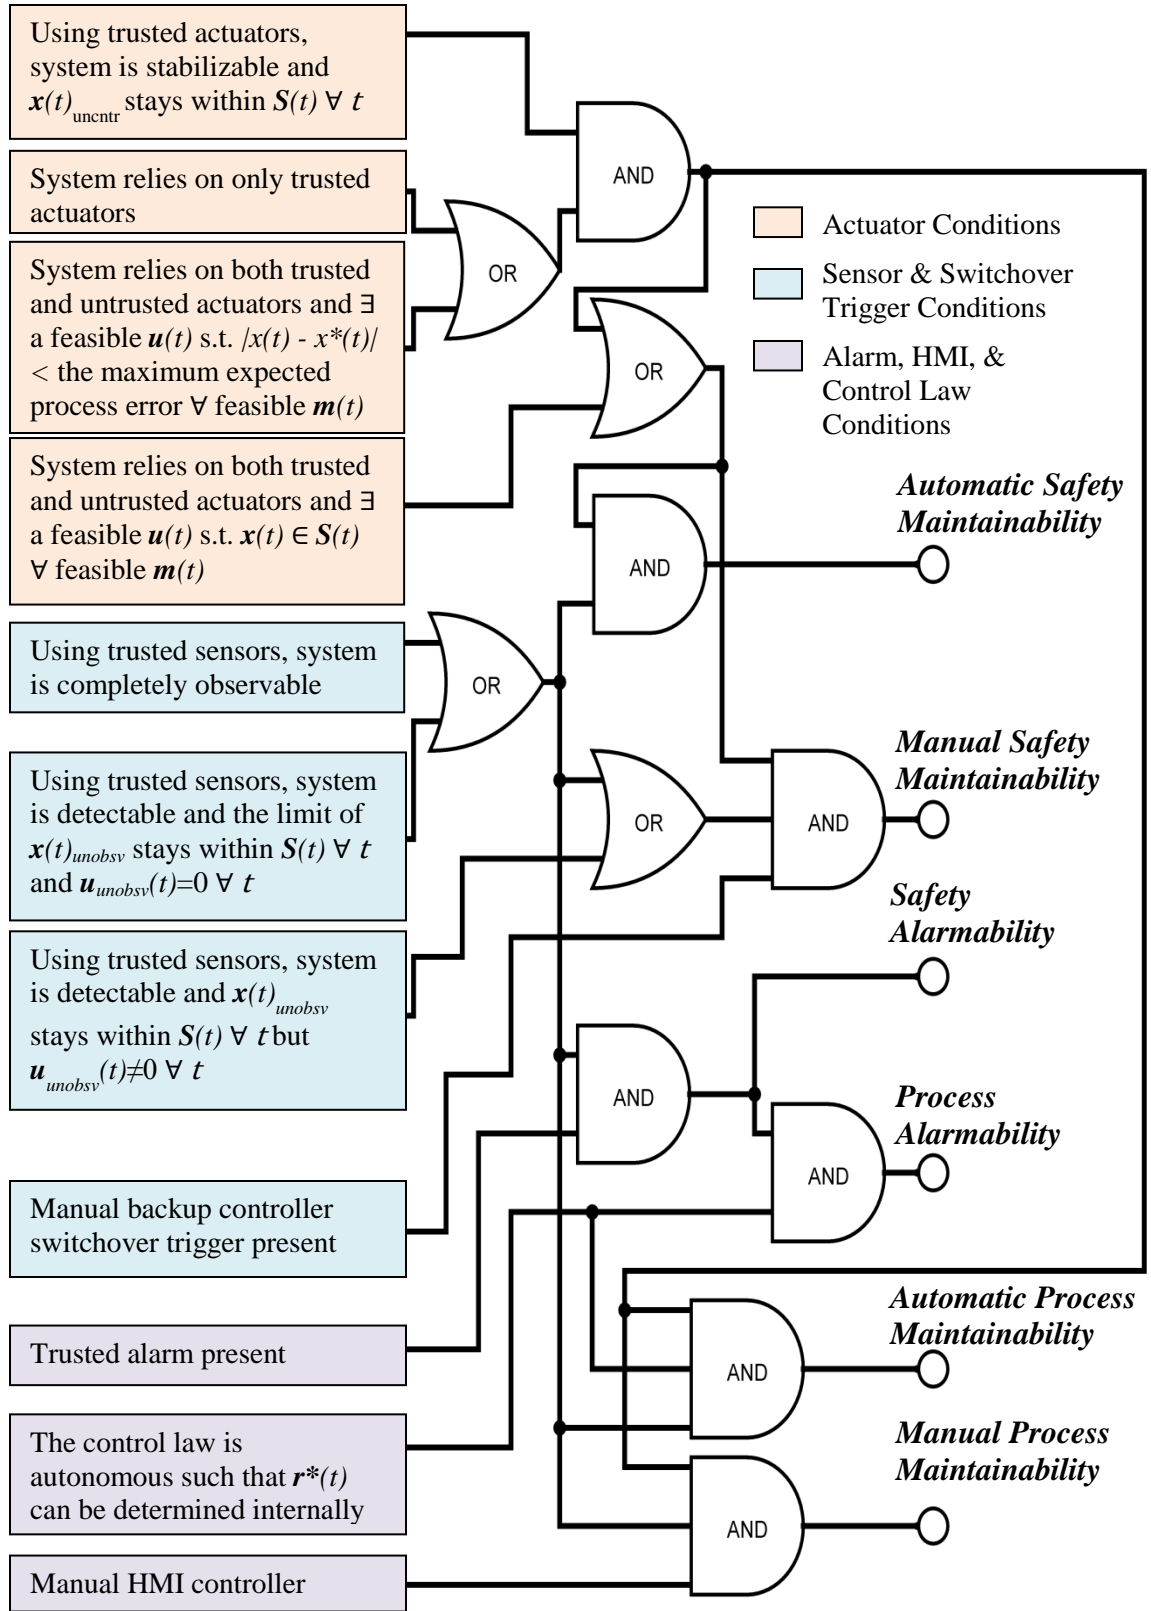 Using trusted actuators,
system is stabilizable and
x(t)uncntr stays within S(t) ∀ t
System relies on only trusted
actuators
System relies on both trusted
and untrusted actuators and ∃
a feasible u(t) s.t. |x(t) - x*(t)|
< the maximum expected
process error ∀ feasible m(t)
System relies on both trusted
and untrusted actuators and ∃
a feasible u(t) s.t. x(t) ∈ S(t)
∀ feasible m(t)
Using trusted sensors, system
is completely observable
Using trusted sensors, system
is detectable and the limit of
x(t)unobsv stays within S(t) ∀ t
and uunobsv(t)=0 ∀ t
Using trusted sensors, system
is detectable and x(t)unobsv
stays within S(t) ∀ t but
uunobsv(t)≠0 ∀ t
Manual backup controller
switchover trigger present
Trusted alarm present
The control law is
autonomous such that r*(t)
can be determined internally
Manual HMI controller
AND
OR
OR
AND
OR
OR
AND
AND
AND
AND
AND
Actuator Conditions
Sensor & Switchover
Trigger Conditions
Alarm, HMI, &
Control Law
Conditions
Automatic Safety
Maintainability
Manual Safety
Maintainability
Safety
Alarmability
Process
Alarmability
Automatic Process
Maintainability
Manual Process
Maintainability